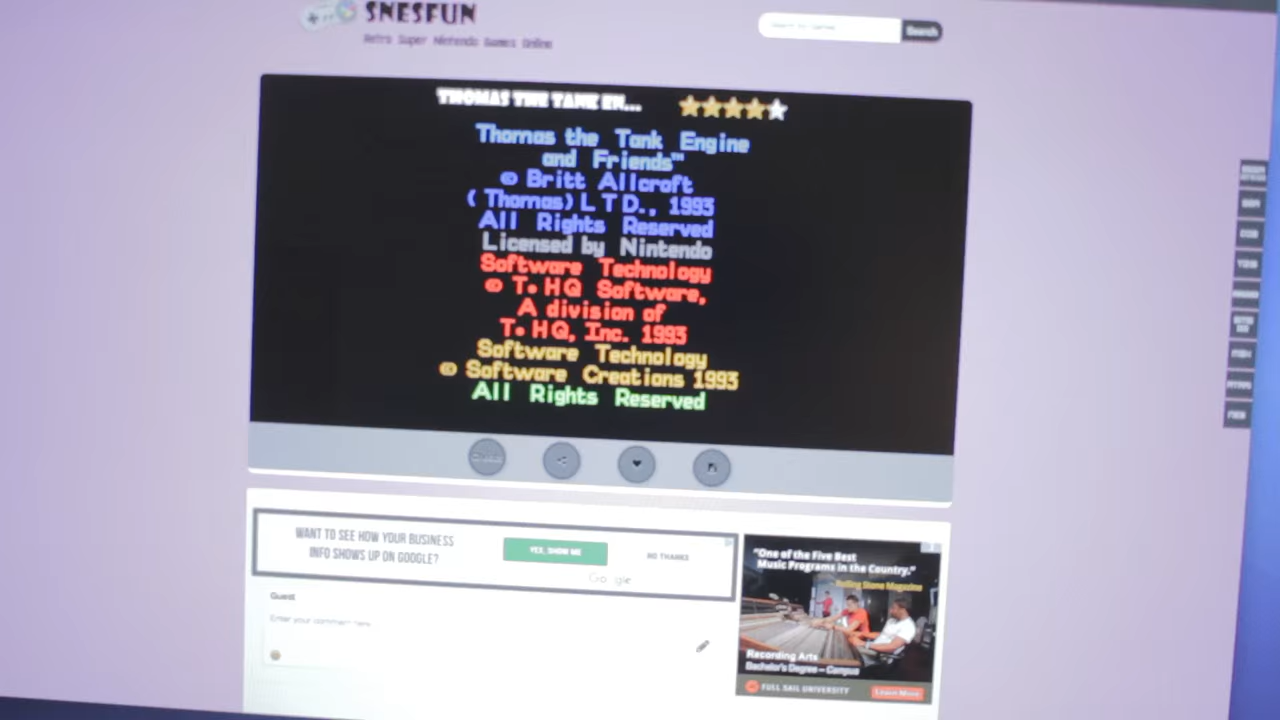 SNESFUN
Retro Super Nintendo Games Online
Search
THOMAS THE TANK EN...
Thomas the Tank Engine
and Friends™
© Britt Allcroft
(Thomas) L T D., 1993
All Rights Reserved
Licensed by Nintendo
Software Technology
© T•HQ Software,
A division of
T•HQ, Inc. 1993
Software Technology
© Software Creations 1993
All Rights Reserved
WANT TO SEE HOW YOUR BUSINESS
INFO SHOWS UP ON GOOGLE?
YES, SHOW ME
NO THANKS
Google
Guest
Enter your comment here
"One of the Five Best
Music Programs in the Country."
Rolling Stone Magazine
Recording Arts
Bachelor's Degree – Campus
FULL SAIL UNIVERSITY
Learn More